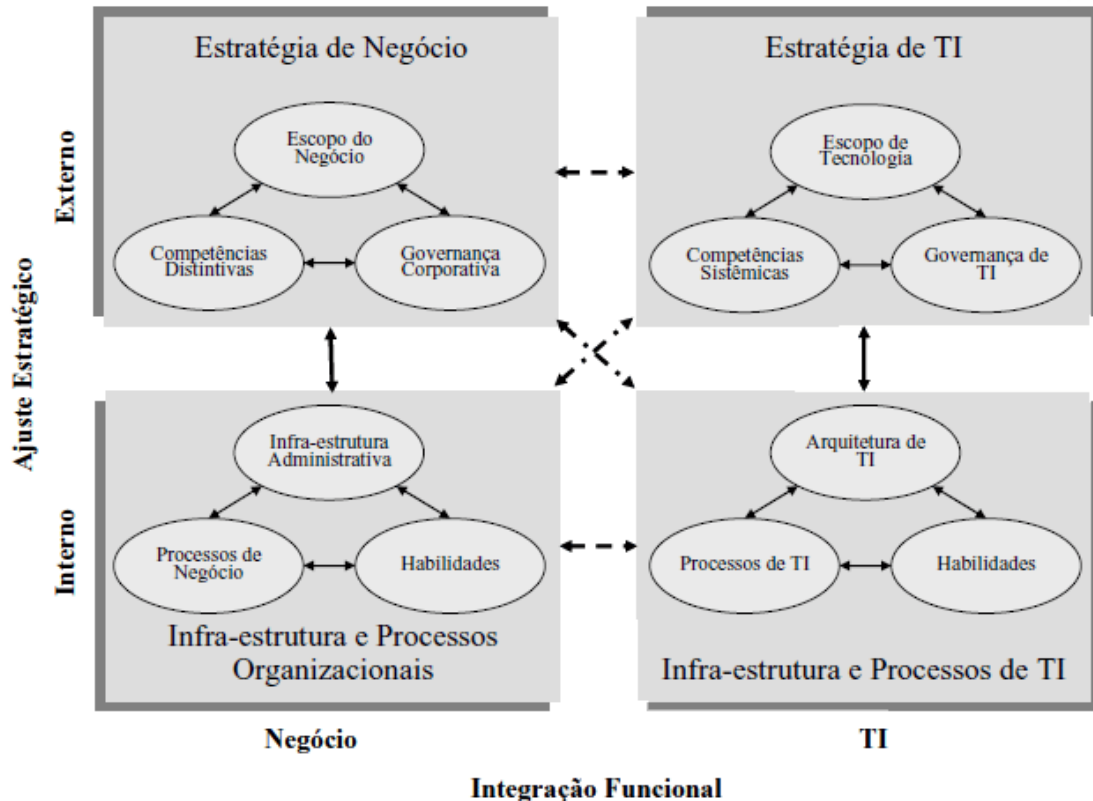 Estratégia de Negócio
Estratégia de TI
Escopo do
Negócio
Escopo de
Tecnologia
Externo
Competências
Distintivas
Governança
Corporativa
Competências
Sistêmicas
Governança de
TI
Ajuste Estratégico
Infra-estrutura
Administrativa
Arquitetura de
TI
Interno
Processos de
Negócio
Habilidades
Processos de TI
Habilidades
Infra-estrutura e Processos
Organizacionais
Infra-estrutura e Processos de TI
Negócio
TI
Integração Funcional